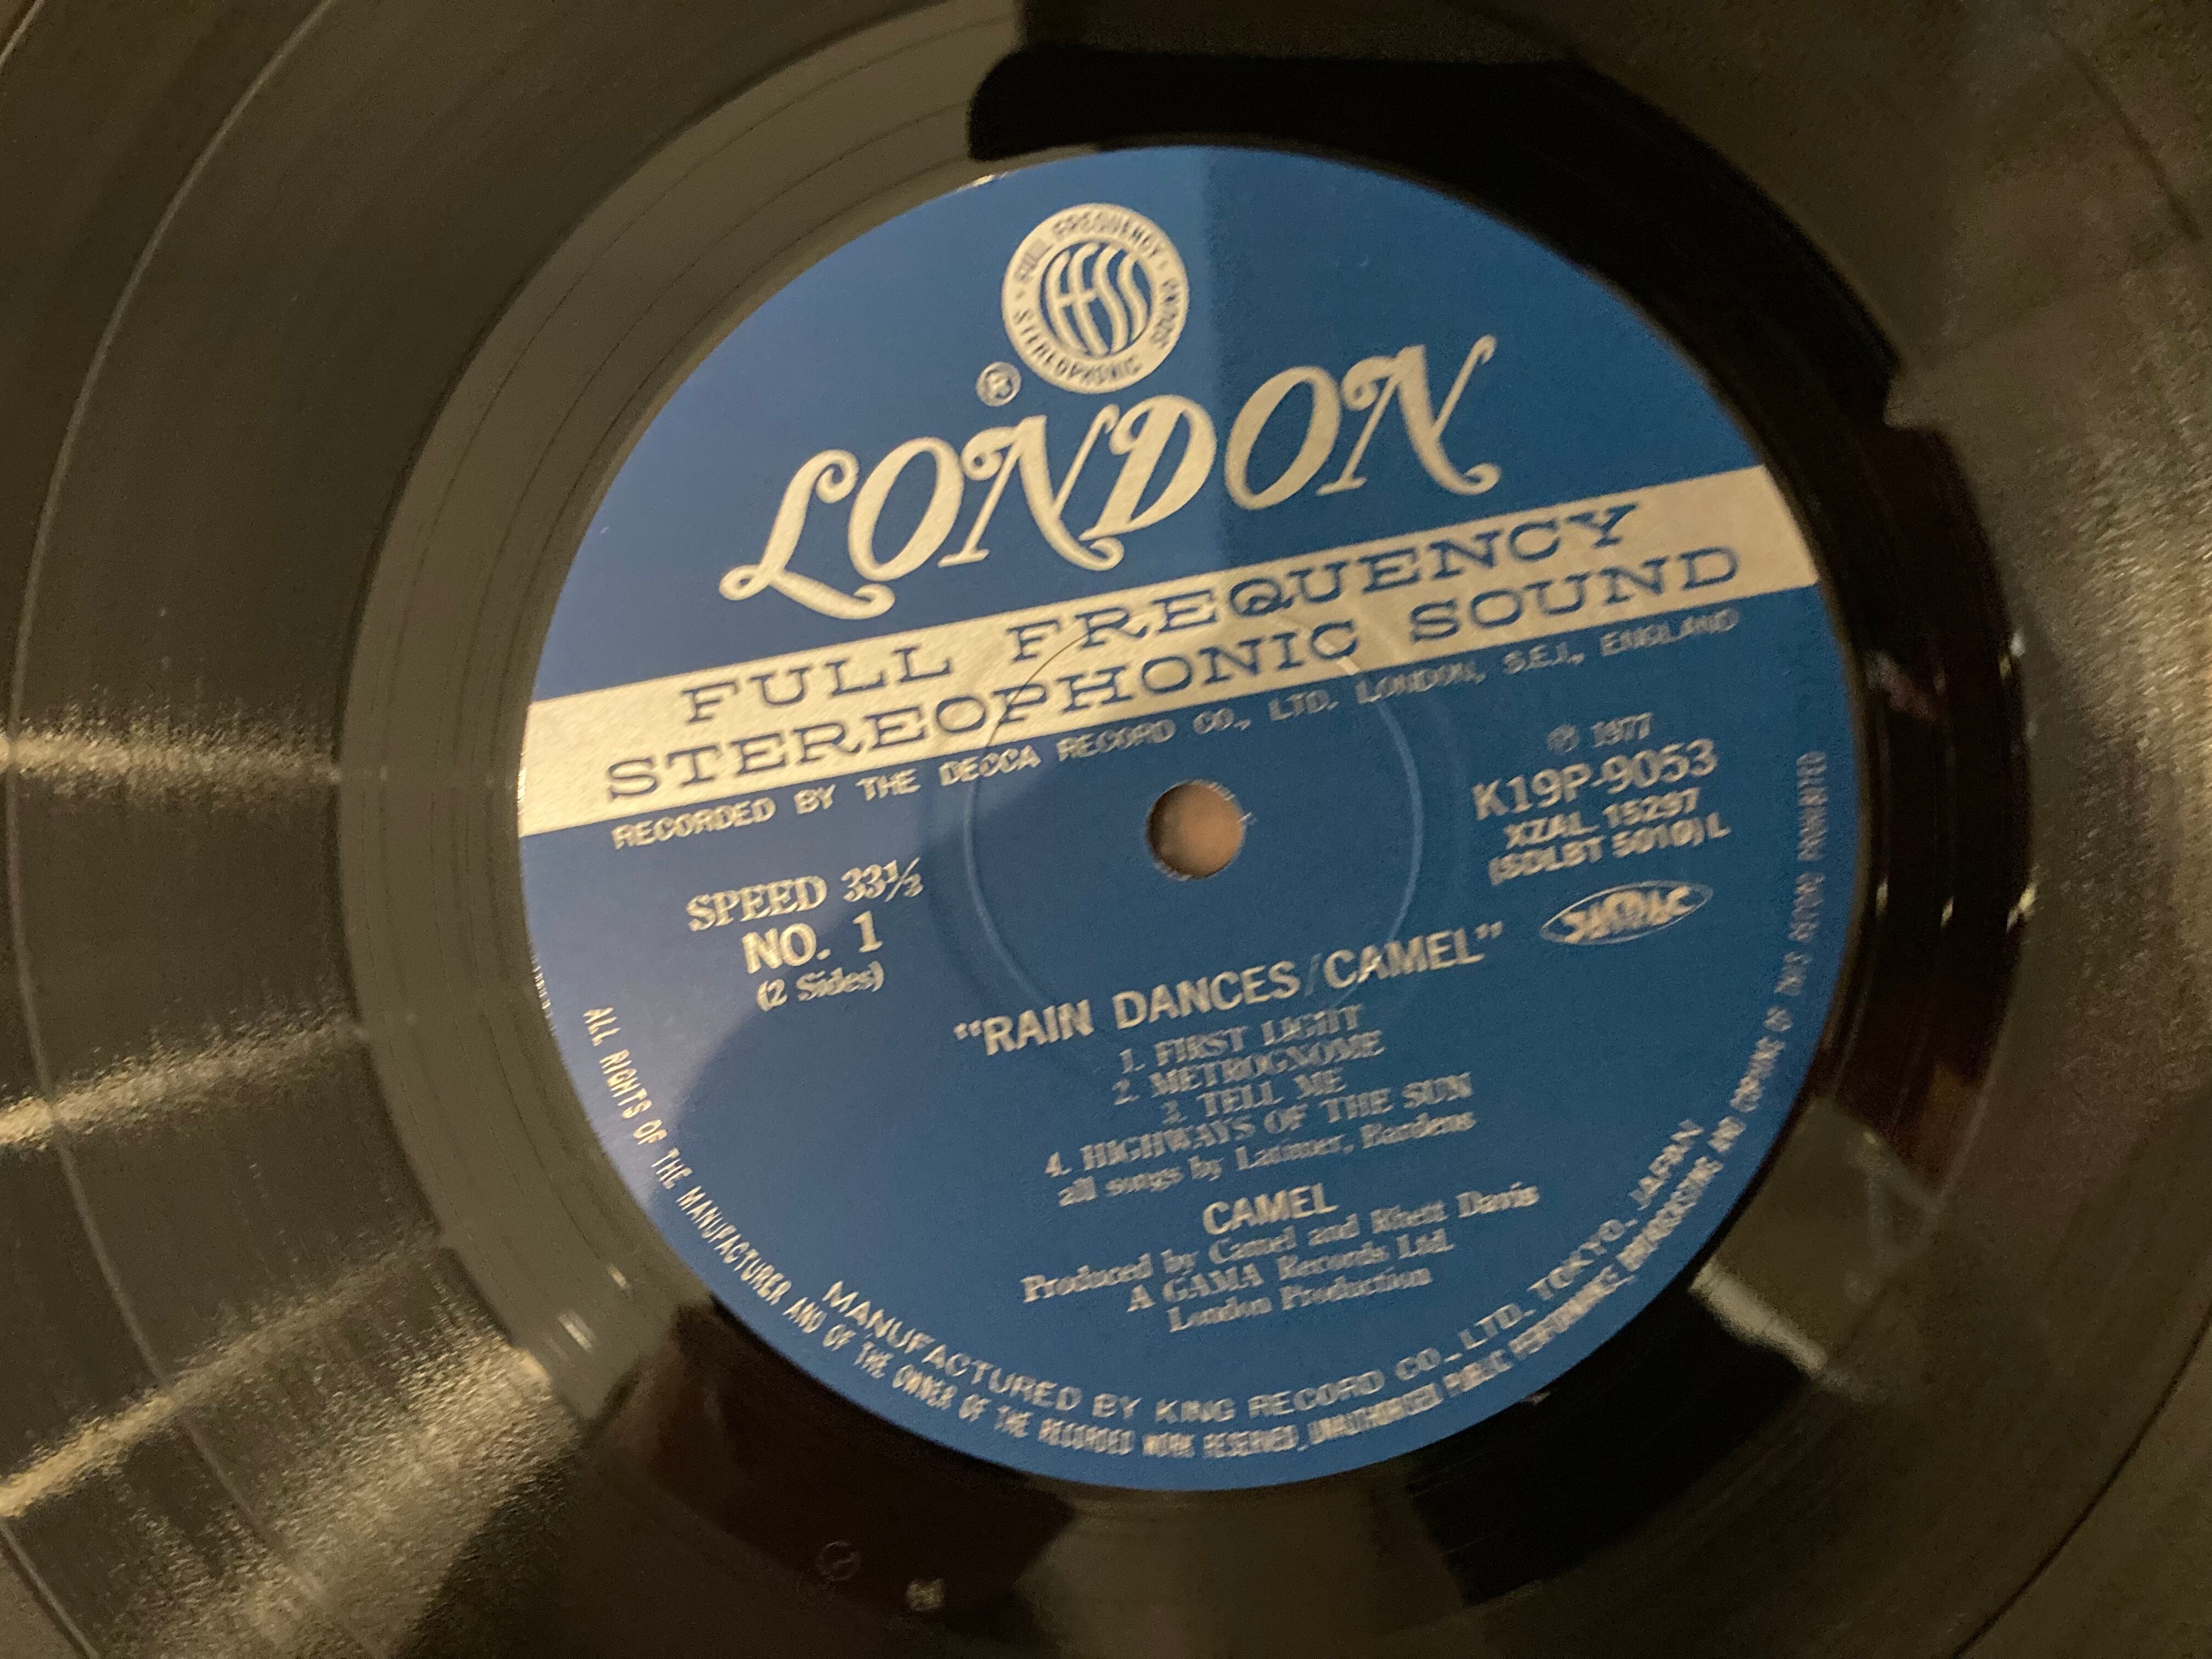 FULL FREQUENCY
ffss
SOUND
STEREOPHONIC
®
LONDON
FULL FREQUENCY
STEREOPHONIC SOUND
RECORDED BY THE DECCA RECORD CO., LTD. LONDON, S.E.I., ENGLAND
℗ 1977
K19P-9053
XZAL 15297
(SDLBT 5010) L
SPEED 33⅓
NO. 1
(2 Sides)
"RAIN DANCES/CAMEL"
1. FIRST LIGHT
2. METROGNOME
3. TELL ME
4. HIGHWAYS OF THE SUN
all songs by Latimer, Bardens
CAMEL
Produced by Camel and Rhett Davis
A GAMA Records Ltd.
London Production
MANUFACTURED BY KING RECORD CO., LTD. TOKYO, JAPAN
ALL RIGHTS OF THE MANUFACTURER AND OF THE OWNER OF THE RECORDED WORK RESERVED, UNAUTHORISED PUBLIC PERFORMANCE, BROADCASTING AND COPYING OF THIS RECORD PROHIBITED